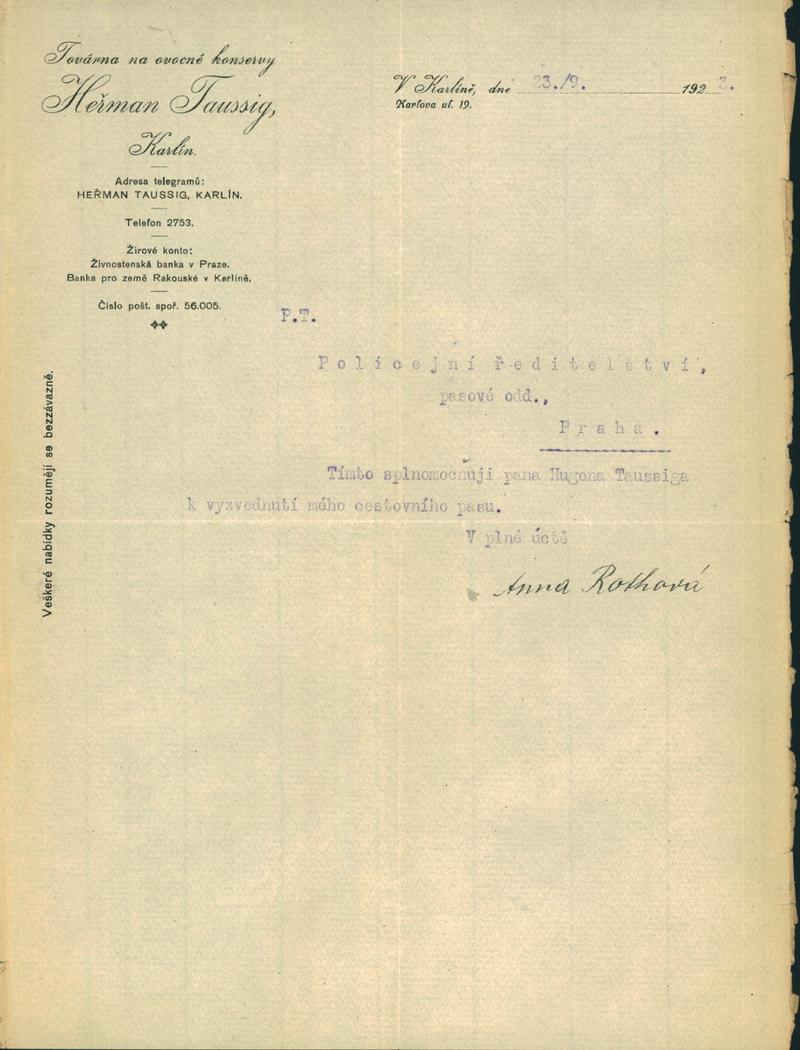 Továrna na ovocné konservy
Heřman Taussig,
Karlín.
Adresa telegramů:
HEŘMAN TAUSSIG, KARLÍN.
Telefon 2753.
Žirové konto:
Živnostenská banka v Praze.
Banka pro země Rakouské v Karlíně.
Číslo pošt. spoř. 56.005.
V Karlíně, dne 23./9. 1923.
Karlova ul. 19.
P.T.
Policejní ředitelství,
pasové odd.,
Praha.
Tímto splnomocňuji pana Hugona Taussiga
k vyzvednutí mého cestovního pasu.
V plné úctě
Anna Rothová
Veškeré nabídky rozumějí se bezzávazně.